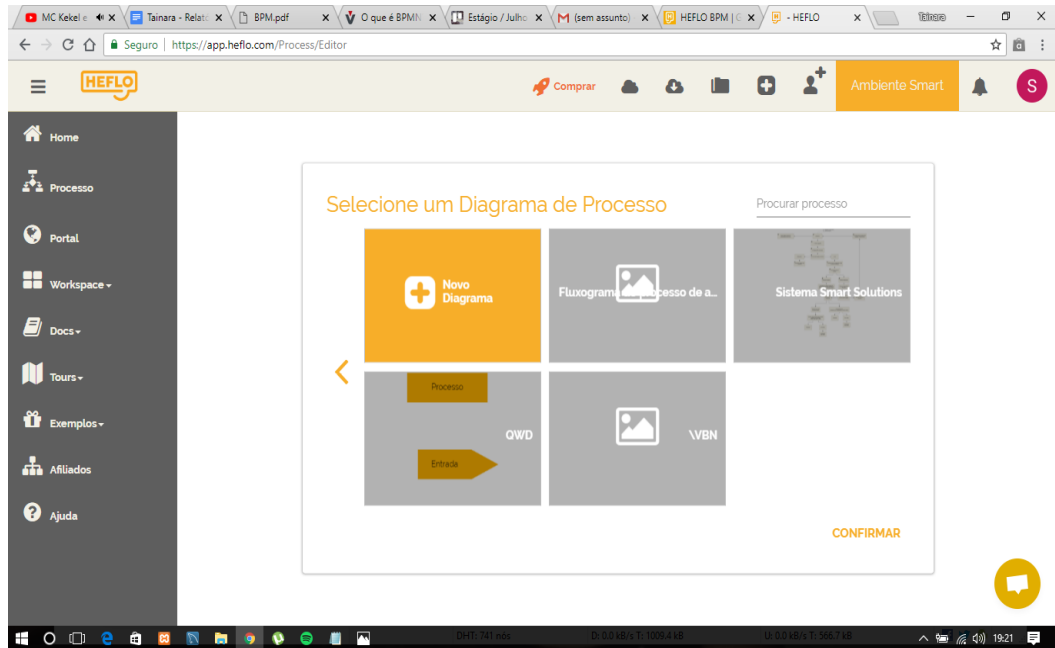 MC Kekel e
Tainara - Relató
BPM.pdf
O que é BPMN
Estágio / Julho
(sem assunto)
HEFLO BPM | G
- HEFLO
Tainara
Seguro
https://app.heflo.com/Process/Editor
HEFLO
Comprar
Ambiente Smart
S
Home
Processo
Portal
Workspace
Docs
Tours
Exemplos
Afiliados
Ajuda
Selecione um Diagrama de Processo
Procurar processo
Novo
Diagrama
Fluxograma
cesso de a...
Sistema Smart Solutions
Processo
QWD
Entrada
\VBN
CONFIRMAR
DHT: 741 nós
D: 0.0 kB/s T: 1009.4 kB
U: 0.0 kB/s T: 566.7 kB
19:21